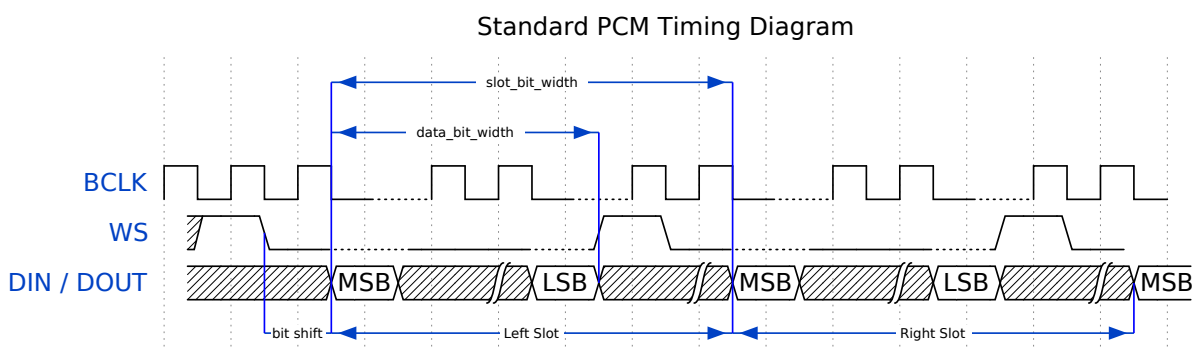 Standard PCM Timing Diagram
slot_bit_width
data_bit_width
BCLK
WS
DIN / DOUT
MSB
LSB
MSB
LSB
MSB
bit shift
Left Slot
Right Slot